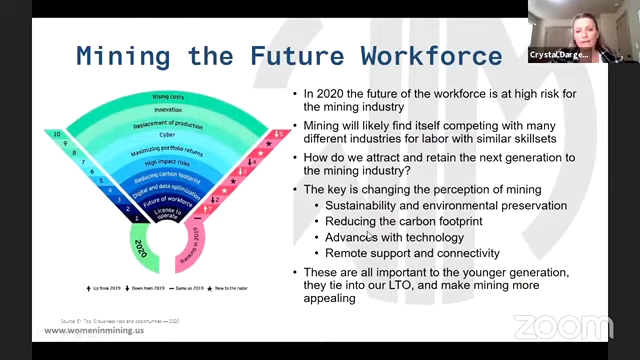 Mining the Future Workforce
Crystal.Darge...
Rising costs
Innovation
Replacement of production
Cyber
Maximizing portfolio returns
High impact risks
Reducing carbon footprint
Digital and data optimization
Future of workforce
License to operate
10
9
8
7
6
5
4
3
2
1
2020
Ranking in 2019
Up from 2019
Down from 2019
Same as 2019
New to the radar
• In 2020 the future of the workforce is at high risk for
the mining industry
• Mining will likely find itself competing with many
different industries for labor with similar skillsets
• How do we attract and retain the next generation to
the mining industry?
• The key is changing the perception of mining
• Sustainability and environmental preservation
• Reducing the carbon footprint
• Advances with technology
• Remote support and connectivity
• These are all important to the younger generation,
they tie into our LTO, and make mining more
appealing
Source: EY Top 10 business risks and opportunities — 2020
www.womeninmining.us
zoom